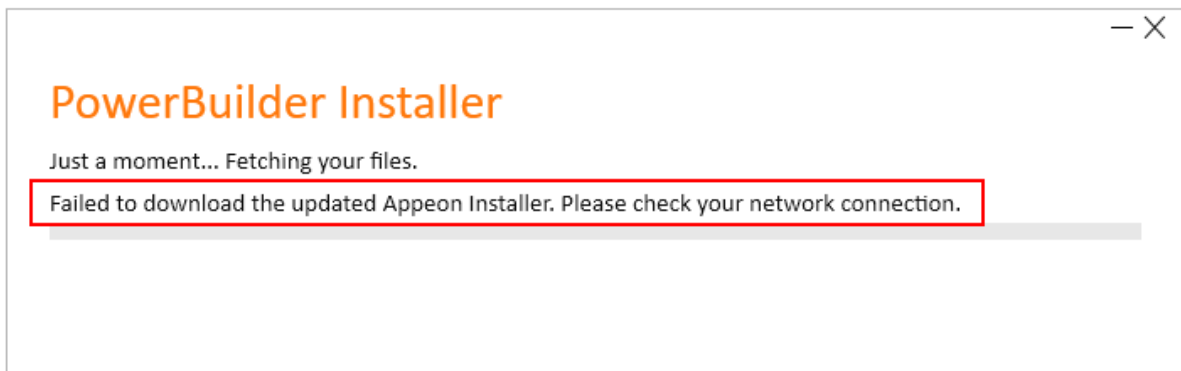 PowerBuilder Installer
Just a moment... Fetching your files.
Failed to download the updated Appeon Installer. Please check your network connection.